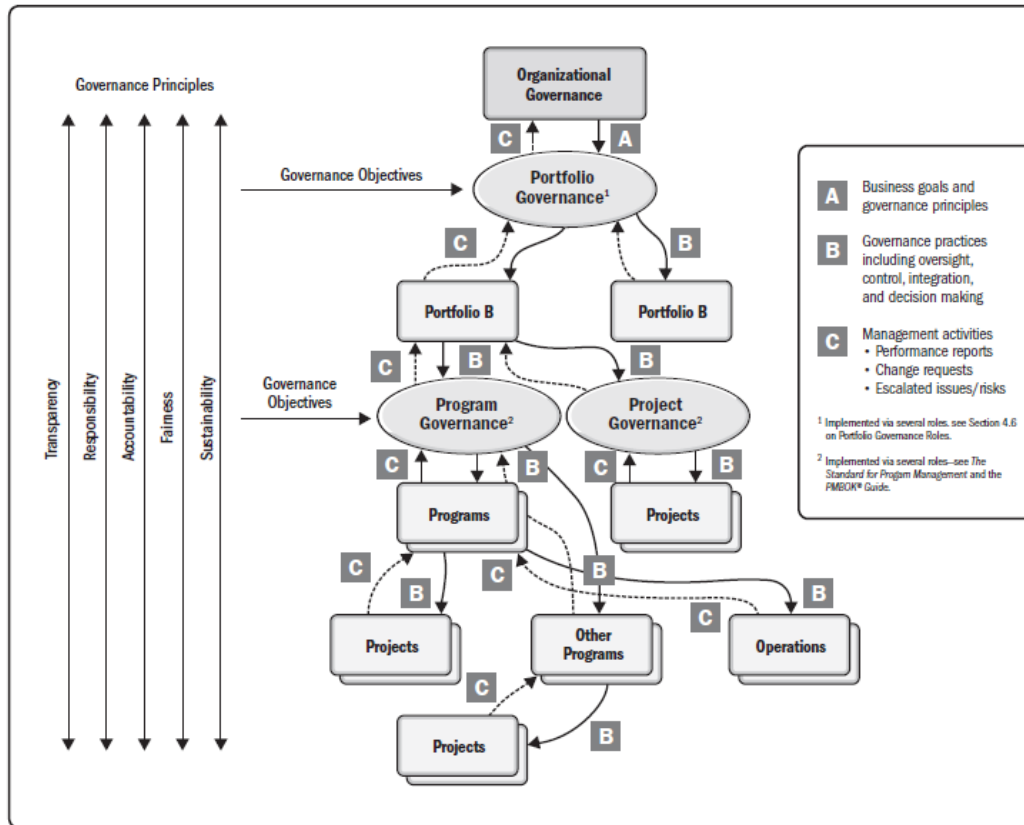 Governance Principles
Organizational
Governance
C
A
Governance Objectives
Portfolio
Governance¹
C
B
Portfolio B
Portfolio B
C
B
B
Governance
Objectives
Program
Governance²
Project
Governance²
C
B
C
B
Programs
Projects
C
B
C
B
C
B
Projects
Other
Programs
Operations
C
B
Projects
Transparency
Responsibility
Accountability
Fairness
Sustainability
A
Business goals and
governance principles
B
Governance practices
including oversight,
control, integration,
and decision making
C
Management activities
• Performance reports
• Change requests
• Escalated issues/risks
¹ Implemented via several roles, see Section 4.6
on Portfolio Governance Roles.
² Implemented via several roles—see The
Standard for Progam Management and the
PMBOK® Guide.